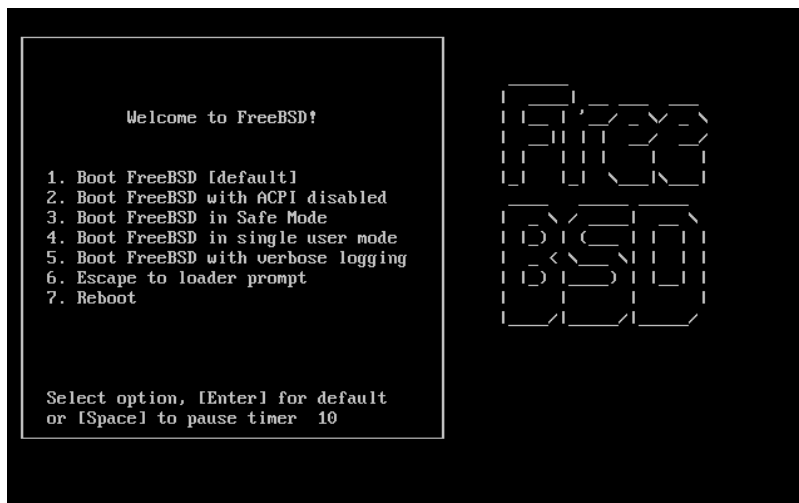 Welcome to FreeBSD!
1. Boot FreeBSD [default]
2. Boot FreeBSD with ACPI disabled
3. Boot FreeBSD in Safe Mode
4. Boot FreeBSD in single user mode
5. Boot FreeBSD with verbose logging
6. Escape to loader prompt
7. Reboot
Select option, [Enter] for default
or [Space] to pause timer  10
Free
BSD